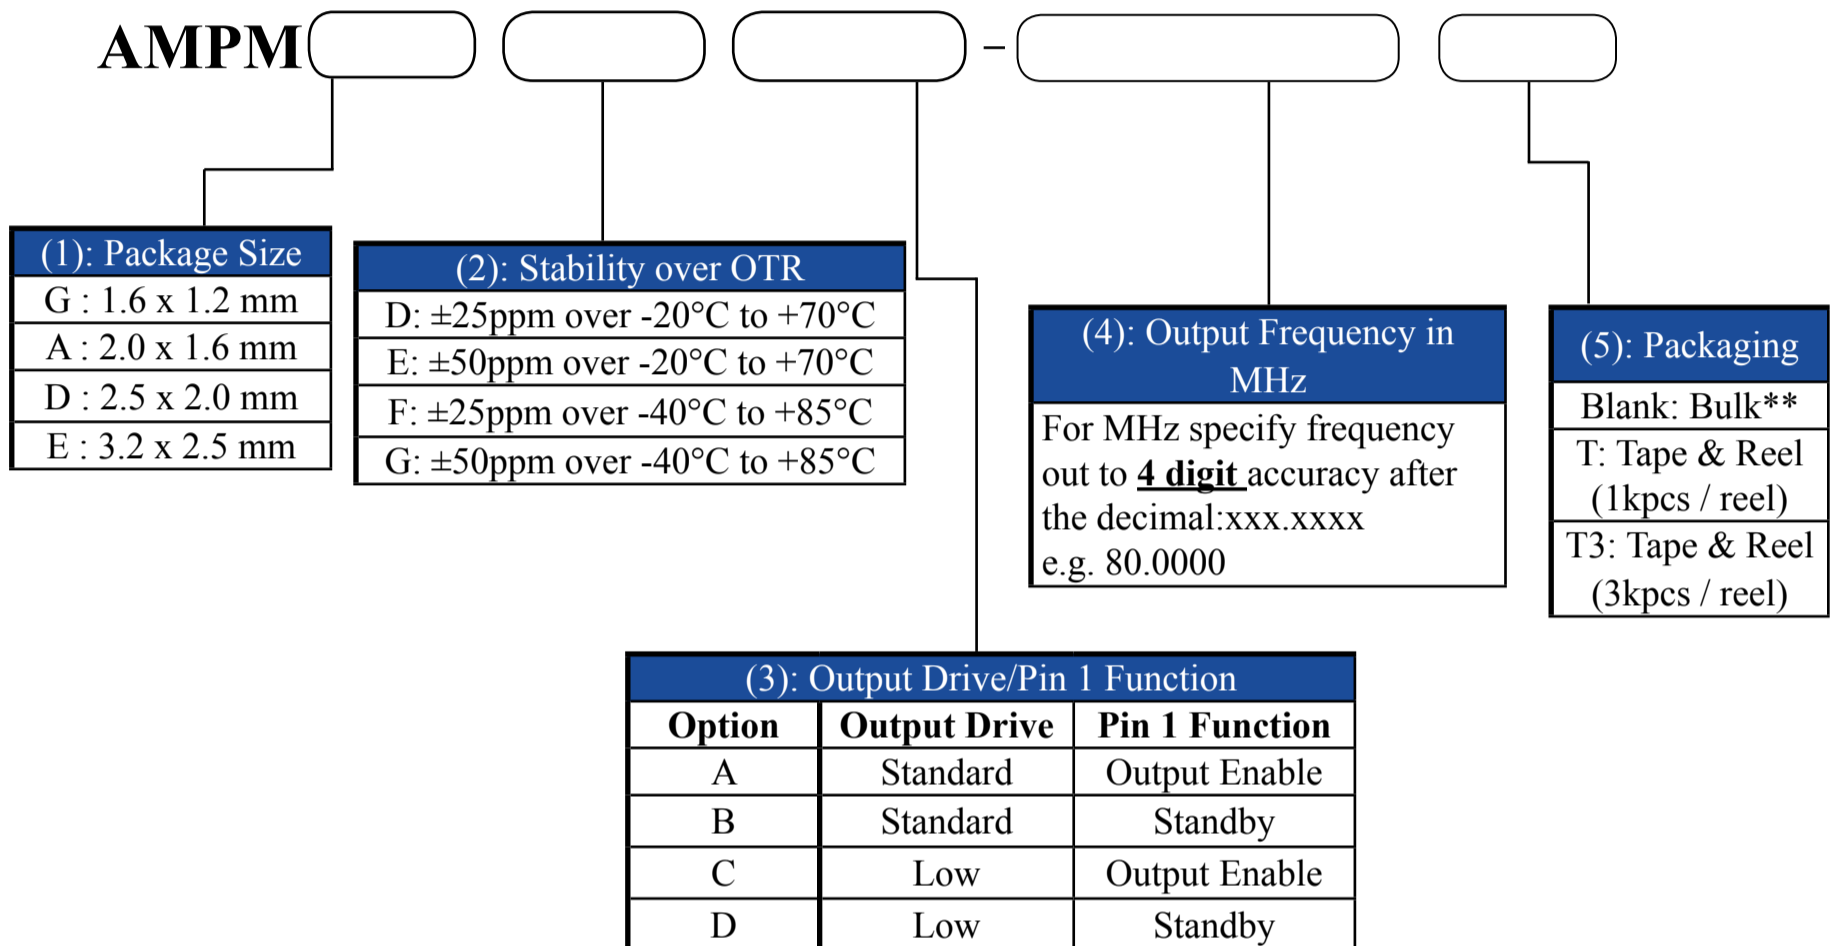 AMPM –
(1): Package Size
G : 1.6 x 1.2 mm
A : 2.0 x 1.6 mm
D : 2.5 x 2.0 mm
E : 3.2 x 2.5 mm
(2): Stability over OTR
D: ±25ppm over -20°C to +70°C
E: ±50ppm over -20°C to +70°C
F: ±25ppm over -40°C to +85°C
G: ±50ppm over -40°C to +85°C
(4): Output Frequency in
MHz
For MHz specify frequency
out to 4 digit accuracy after
the decimal:xxx.xxxx
e.g. 80.0000
(5): Packaging
Blank: Bulk**
T: Tape & Reel
(1kpcs / reel)
T3: Tape & Reel
(3kpcs / reel)
(3): Output Drive/Pin 1 Function
Option Output Drive Pin 1 Function
A Standard Output Enable
B Standard Standby
C Low Output Enable
D Low Standby